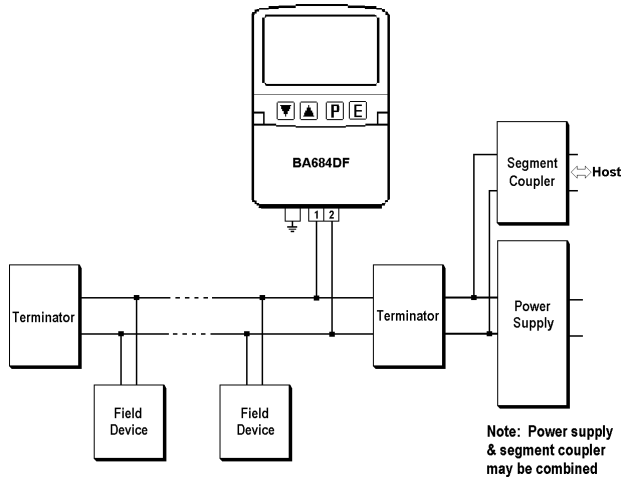 P E
BA684DF
1 2
Segment
Coupler
Host
Terminator
Terminator
Power
Supply
Field
Device
Field
Device
Note: Power supply
& segment coupler
may be combined